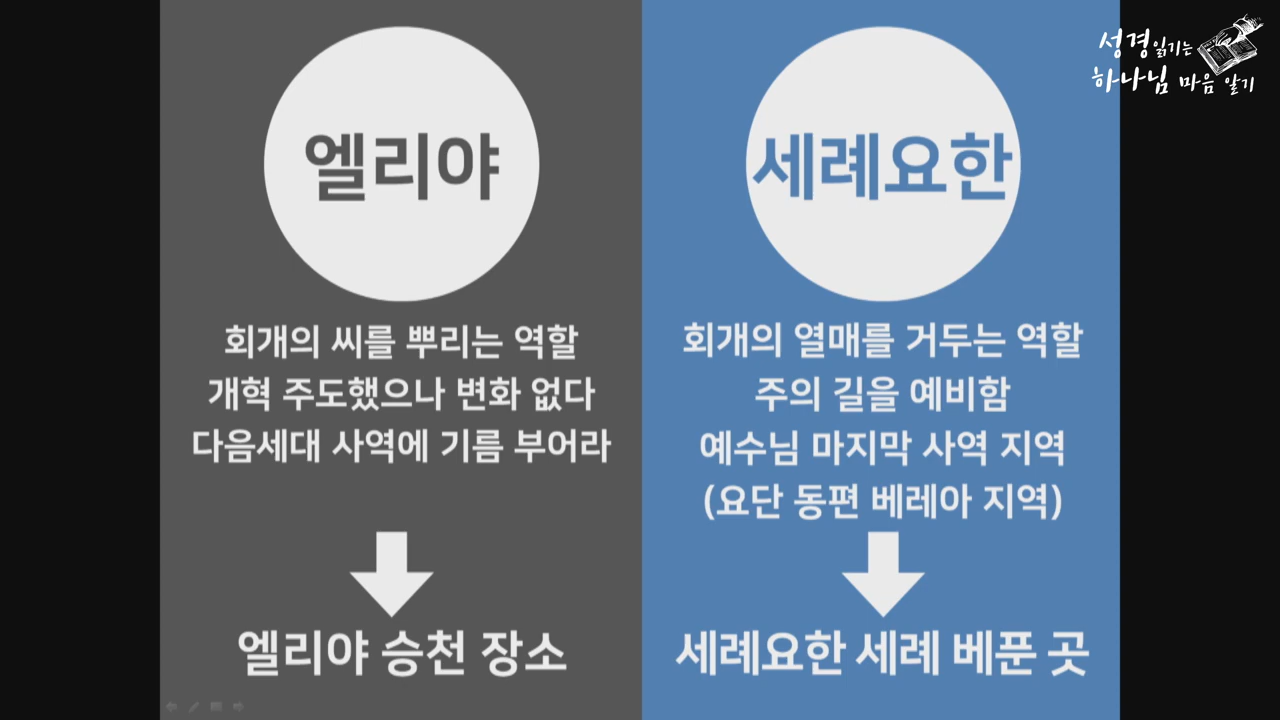 성경읽기는
하나님 마음 알기
엘리야
회개의 씨를 뿌리는 역할
개혁 주도했으나 변화 없다
다음세대 사역에 기름 부어라
엘리야 승천 장소
세례요한
회개의 열매를 거두는 역할
주의 길을 예비함
예수님 마지막 사역 지역
(요단 동편 베레아 지역)
세례요한 세례 베푼 곳